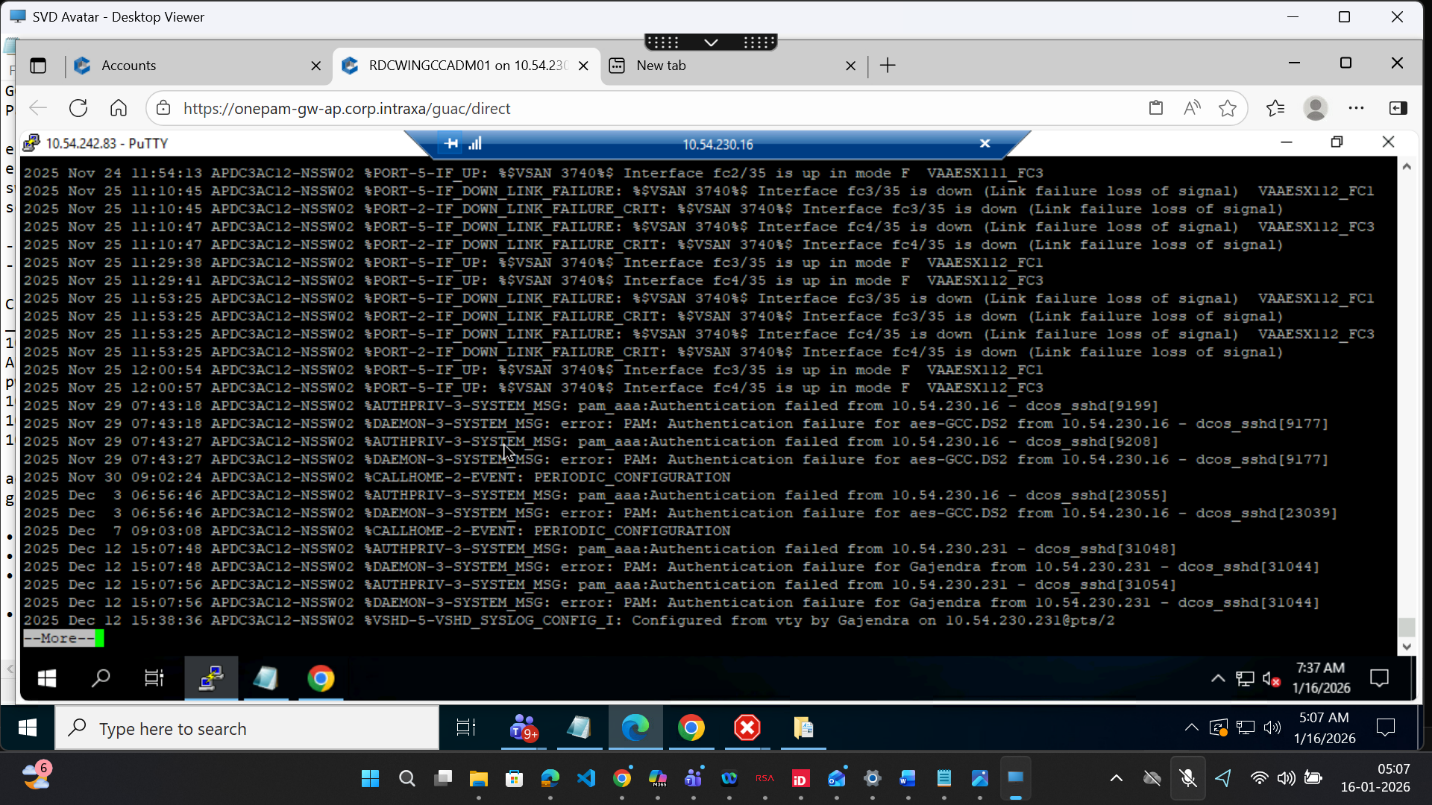 SVD Avatar - Desktop Viewer
Accounts
RDCWINGCCADM01 on 10.54.230
New tab
https://onepam-gw-ap.corp.intraxa/guac/direct
10.54.242.83 - PuTTY
10.54.230.16
2025 Nov 24 11:54:13 APDC3AC12-NSSW02 %PORT-5-IF_UP: %$VSAN 3740%$ Interface fc2/35 is up in mode F  VAAESX111_FC3
2025 Nov 25 11:10:45 APDC3AC12-NSSW02 %PORT-5-IF_DOWN_LINK_FAILURE: %$VSAN 3740%$ Interface fc3/35 is down (Link failure loss of signal)  VAAESX112_FC1
2025 Nov 25 11:10:45 APDC3AC12-NSSW02 %PORT-2-IF_DOWN_LINK_FAILURE_CRIT: %$VSAN 3740%$ Interface fc3/35 is down (Link failure loss of signal)
2025 Nov 25 11:10:47 APDC3AC12-NSSW02 %PORT-5-IF_DOWN_LINK_FAILURE: %$VSAN 3740%$ Interface fc4/35 is down (Link failure loss of signal)  VAAESX112_FC3
2025 Nov 25 11:10:47 APDC3AC12-NSSW02 %PORT-2-IF_DOWN_LINK_FAILURE_CRIT: %$VSAN 3740%$ Interface fc4/35 is down (Link failure loss of signal)
2025 Nov 25 11:29:38 APDC3AC12-NSSW02 %PORT-5-IF_UP: %$VSAN 3740%$ Interface fc3/35 is up in mode F  VAAESX112_FC1
2025 Nov 25 11:29:41 APDC3AC12-NSSW02 %PORT-5-IF_UP: %$VSAN 3740%$ Interface fc4/35 is up in mode F  VAAESX112_FC3
2025 Nov 25 11:53:25 APDC3AC12-NSSW02 %PORT-5-IF_DOWN_LINK_FAILURE: %$VSAN 3740%$ Interface fc3/35 is down (Link failure loss of signal)  VAAESX112_FC1
2025 Nov 25 11:53:25 APDC3AC12-NSSW02 %PORT-2-IF_DOWN_LINK_FAILURE_CRIT: %$VSAN 3740%$ Interface fc3/35 is down (Link failure loss of signal)
2025 Nov 25 11:53:25 APDC3AC12-NSSW02 %PORT-5-IF_DOWN_LINK_FAILURE: %$VSAN 3740%$ Interface fc4/35 is down (Link failure loss of signal)  VAAESX112_FC3
2025 Nov 25 11:53:25 APDC3AC12-NSSW02 %PORT-2-IF_DOWN_LINK_FAILURE_CRIT: %$VSAN 3740%$ Interface fc4/35 is down (Link failure loss of signal)
2025 Nov 25 12:00:54 APDC3AC12-NSSW02 %PORT-5-IF_UP: %$VSAN 3740%$ Interface fc3/35 is up in mode F  VAAESX112_FC1
2025 Nov 25 12:00:57 APDC3AC12-NSSW02 %PORT-5-IF_UP: %$VSAN 3740%$ Interface fc4/35 is up in mode F  VAAESX112_FC3
2025 Nov 29 07:43:18 APDC3AC12-NSSW02 %AUTHPRIV-3-SYSTEM_MSG: pam_aaa:Authentication failed from 10.54.230.16 - dcos_sshd[9199]
2025 Nov 29 07:43:18 APDC3AC12-NSSW02 %DAEMON-3-SYSTEM_MSG: error: PAM: Authentication failure for aes-GCC.DS2 from 10.54.230.16 - dcos_sshd[9177]
2025 Nov 29 07:43:27 APDC3AC12-NSSW02 %AUTHPRIV-3-SYSTEM_MSG: pam_aaa:Authentication failed from 10.54.230.16 - dcos_sshd[9208]
2025 Nov 29 07:43:27 APDC3AC12-NSSW02 %DAEMON-3-SYSTEM_MSG: error: PAM: Authentication failure for aes-GCC.DS2 from 10.54.230.16 - dcos_sshd[9177]
2025 Nov 30 09:02:24 APDC3AC12-NSSW02 %CALLHOME-2-EVENT: PERIODIC_CONFIGURATION
2025 Dec  3 06:56:46 APDC3AC12-NSSW02 %AUTHPRIV-3-SYSTEM_MSG: pam_aaa:Authentication failed from 10.54.230.16 - dcos_sshd[23055]
2025 Dec  3 06:56:46 APDC3AC12-NSSW02 %DAEMON-3-SYSTEM_MSG: error: PAM: Authentication failure for aes-GCC.DS2 from 10.54.230.16 - dcos_sshd[23039]
2025 Dec  7 09:03:08 APDC3AC12-NSSW02 %CALLHOME-2-EVENT: PERIODIC_CONFIGURATION
2025 Dec 12 15:07:48 APDC3AC12-NSSW02 %AUTHPRIV-3-SYSTEM_MSG: pam_aaa:Authentication failed from 10.54.230.231 - dcos_sshd[31048]
2025 Dec 12 15:07:48 APDC3AC12-NSSW02 %DAEMON-3-SYSTEM_MSG: error: PAM: Authentication failure for Gajendra from 10.54.230.231 - dcos_sshd[31044]
2025 Dec 12 15:07:56 APDC3AC12-NSSW02 %AUTHPRIV-3-SYSTEM_MSG: pam_aaa:Authentication failed from 10.54.230.231 - dcos_sshd[31054]
2025 Dec 12 15:07:56 APDC3AC12-NSSW02 %DAEMON-3-SYSTEM_MSG: error: PAM: Authentication failure for Gajendra from 10.54.230.231 - dcos_sshd[31044]
2025 Dec 12 15:38:36 APDC3AC12-NSSW02 %VSHD-5-VSHD_SYSLOG_CONFIG_I: Configured from vty by Gajendra on 10.54.230.231@pts/2
--More--
7:37 AM
1/16/2026
Type here to search
9+
5:07 AM
1/16/2026
6
RSA
iD
05:07
16-01-2026